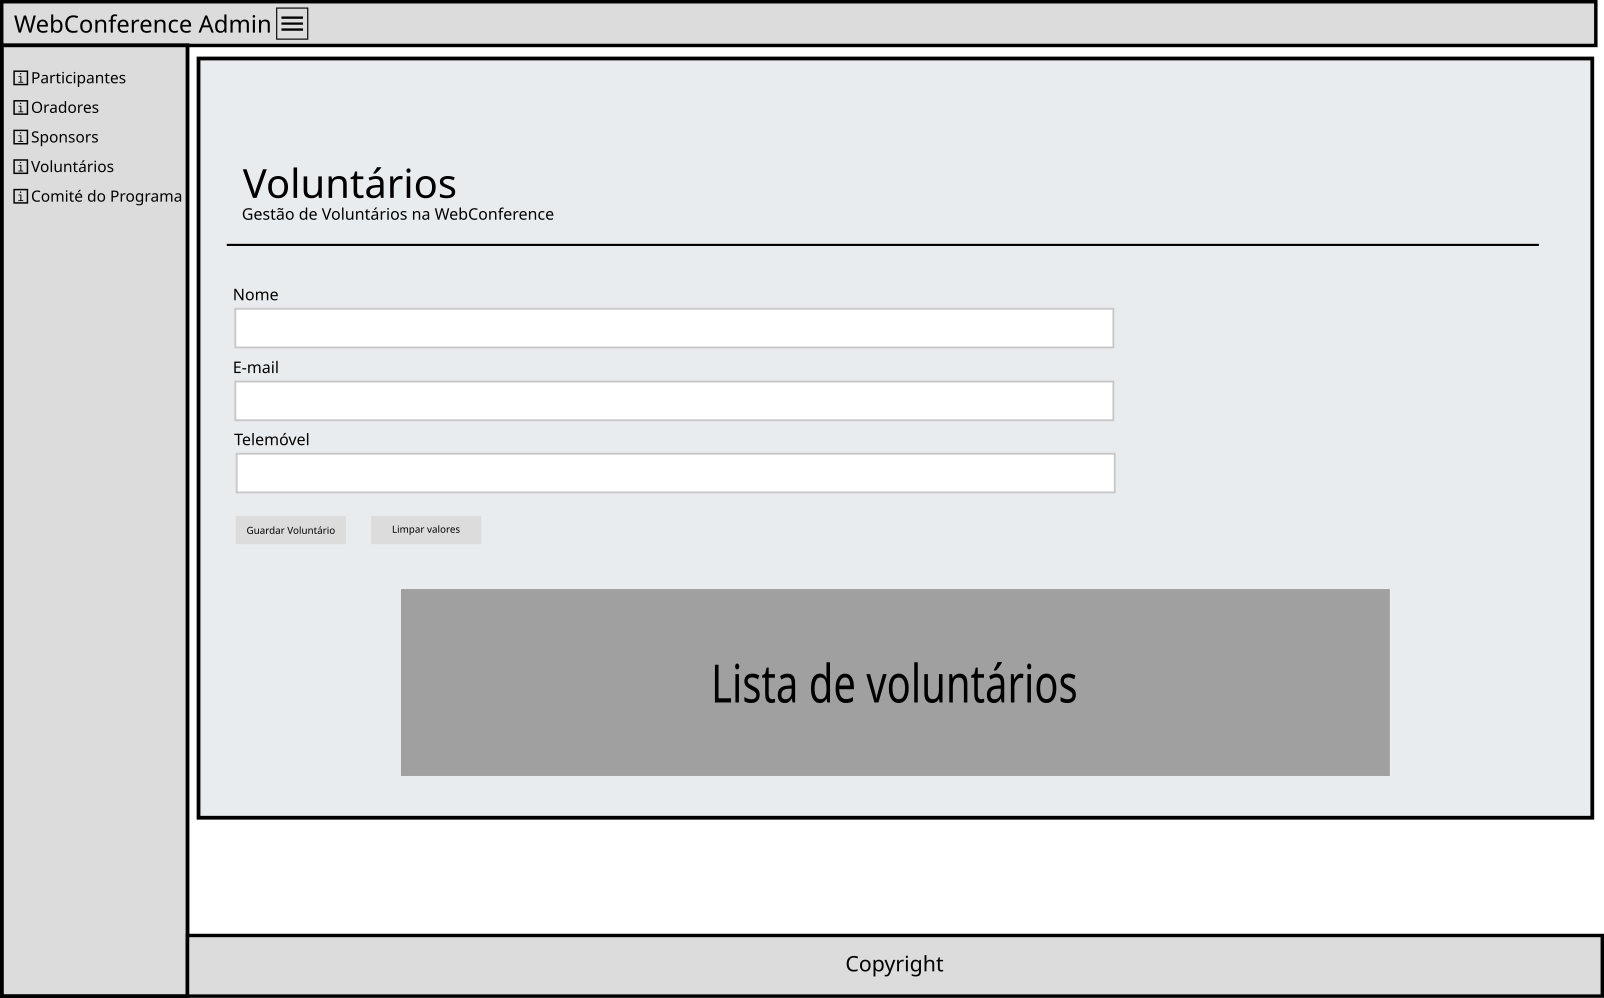 WebConference Admin
Participantes
Oradores
Sponsors
Voluntários
Comité do Programa
Voluntários
Gestão de Voluntários na WebConference
Nome
E-mail
Telemóvel
Guardar Voluntário
Limpar valores
Lista de voluntários
Copyright